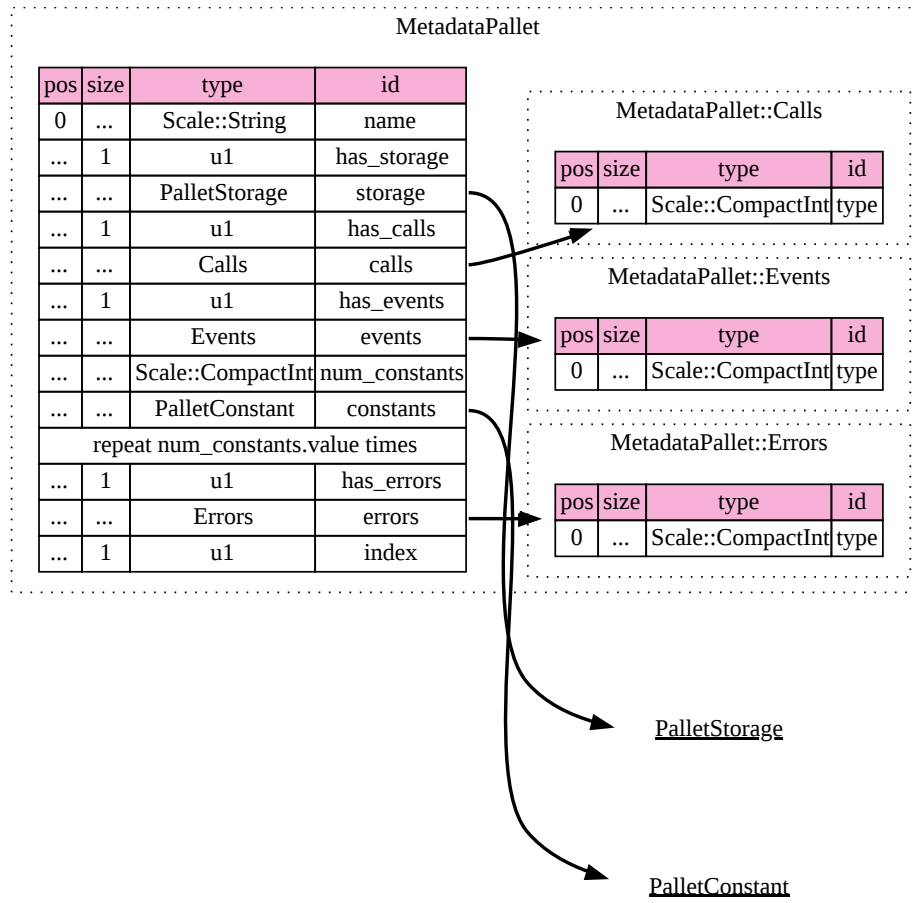 MetadataPallet
pos size type id
0 ... Scale::String name
... 1 u1 has_storage
... ... PalletStorage storage
... 1 u1 has_calls
... ... Calls calls
... 1 u1 has_events
... ... Events events
... ... Scale::CompactInt num_constants
... ... PalletConstant constants
repeat num_constants.value times
... 1 u1 has_errors
... ... Errors errors
... 1 u1 index
MetadataPallet::Calls
pos size type id
0 ... Scale::CompactInt type
MetadataPallet::Events
pos size type id
0 ... Scale::CompactInt type
MetadataPallet::Errors
pos size type id
0 ... Scale::CompactInt type
PalletStorage
PalletConstant